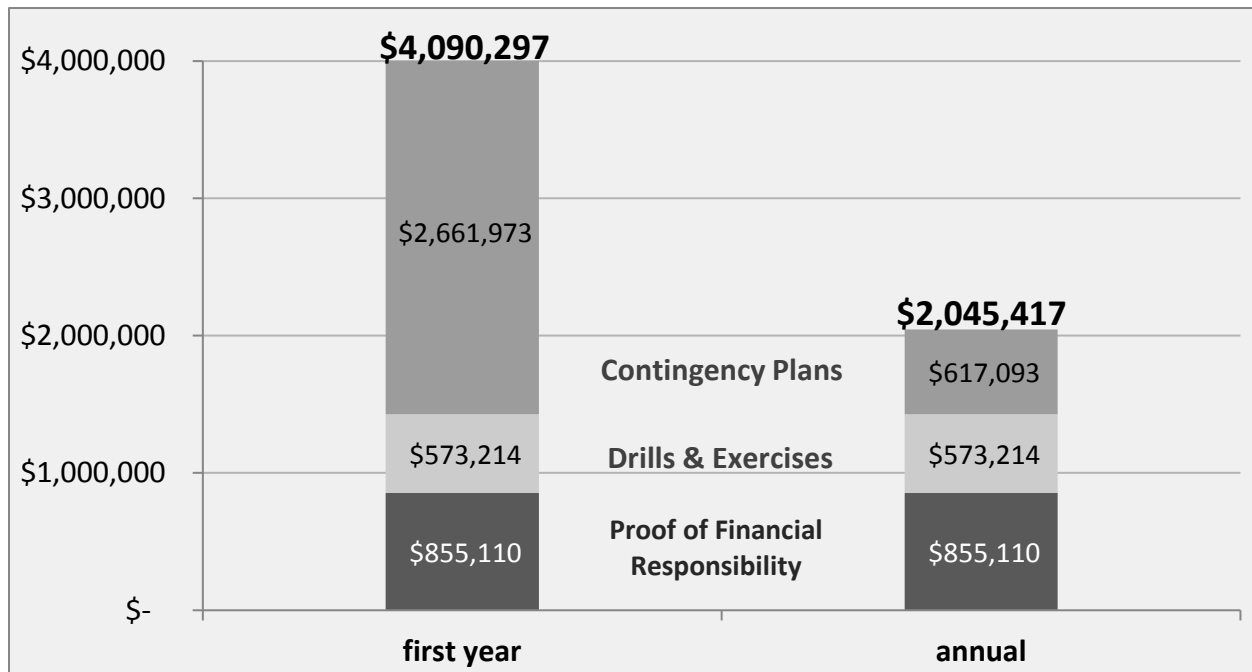 $4,090,297
$4,000,000
$3,000,000
$2,661,973
$2,045,417
$2,000,000
Contingency Plans
$617,093
$573,214
Drills & Exercises
$573,214
$1,000,000
Proof of Financial
Responsibility
$855,110
$855,110
$-
first year
annual